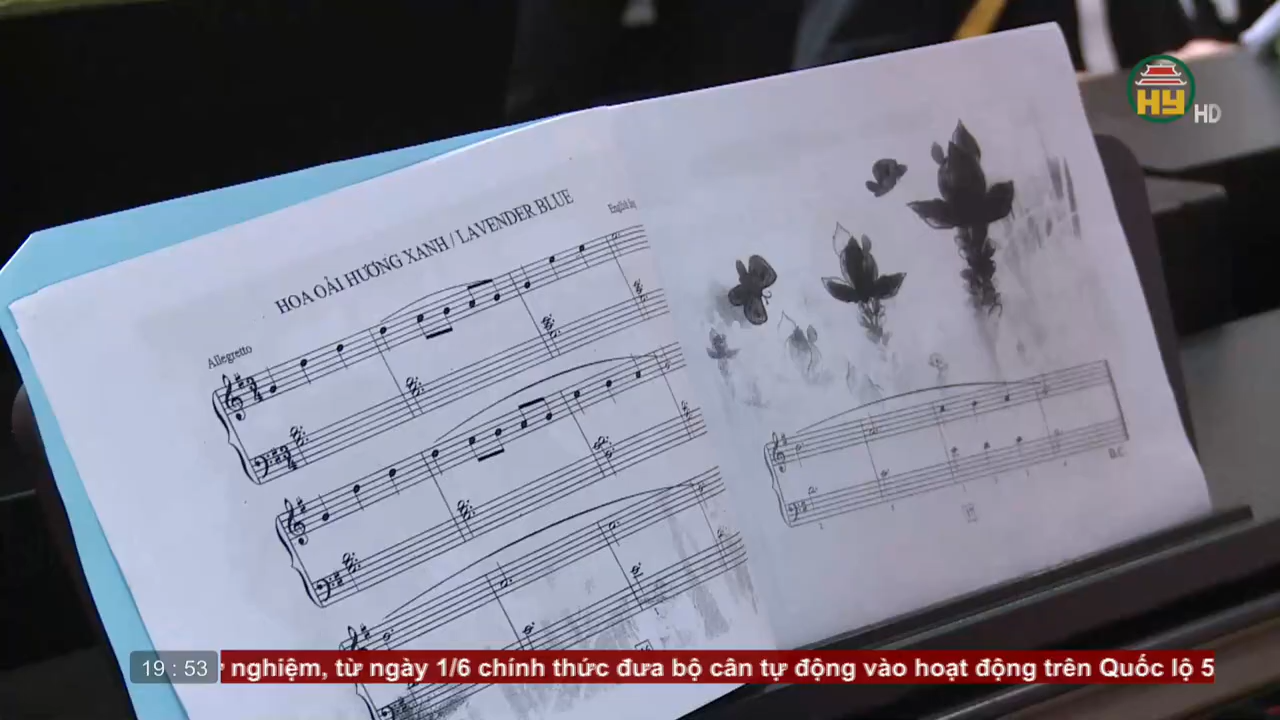 HY HD
HOA OẢI HƯƠNG XANH / LAVENDER BLUE
English
Allegretto
D.C.
19 : 53
nghiệm, từ ngày 1/6 chính thức đưa bộ cân tự động vào hoạt động trên Quốc lộ 5